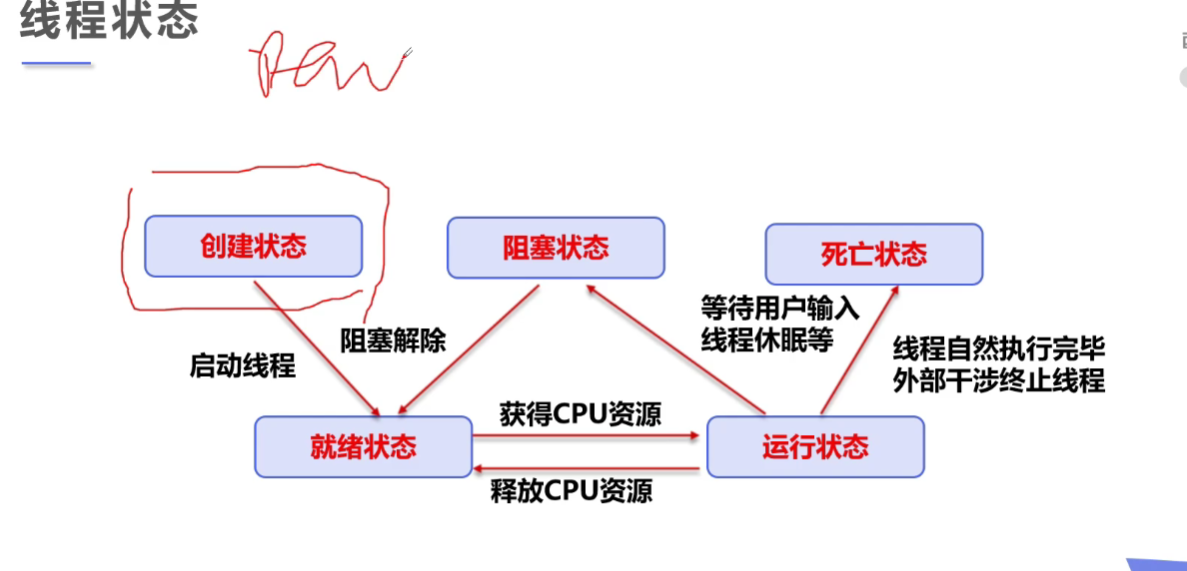 线程状态
创建状态
阻塞状态
死亡状态
启动线程
阻塞解除
等待用户输入
线程休眠等
线程自然执行完毕
外部干涉终止线程
就绪状态
获得CPU资源
释放CPU资源
运行状态